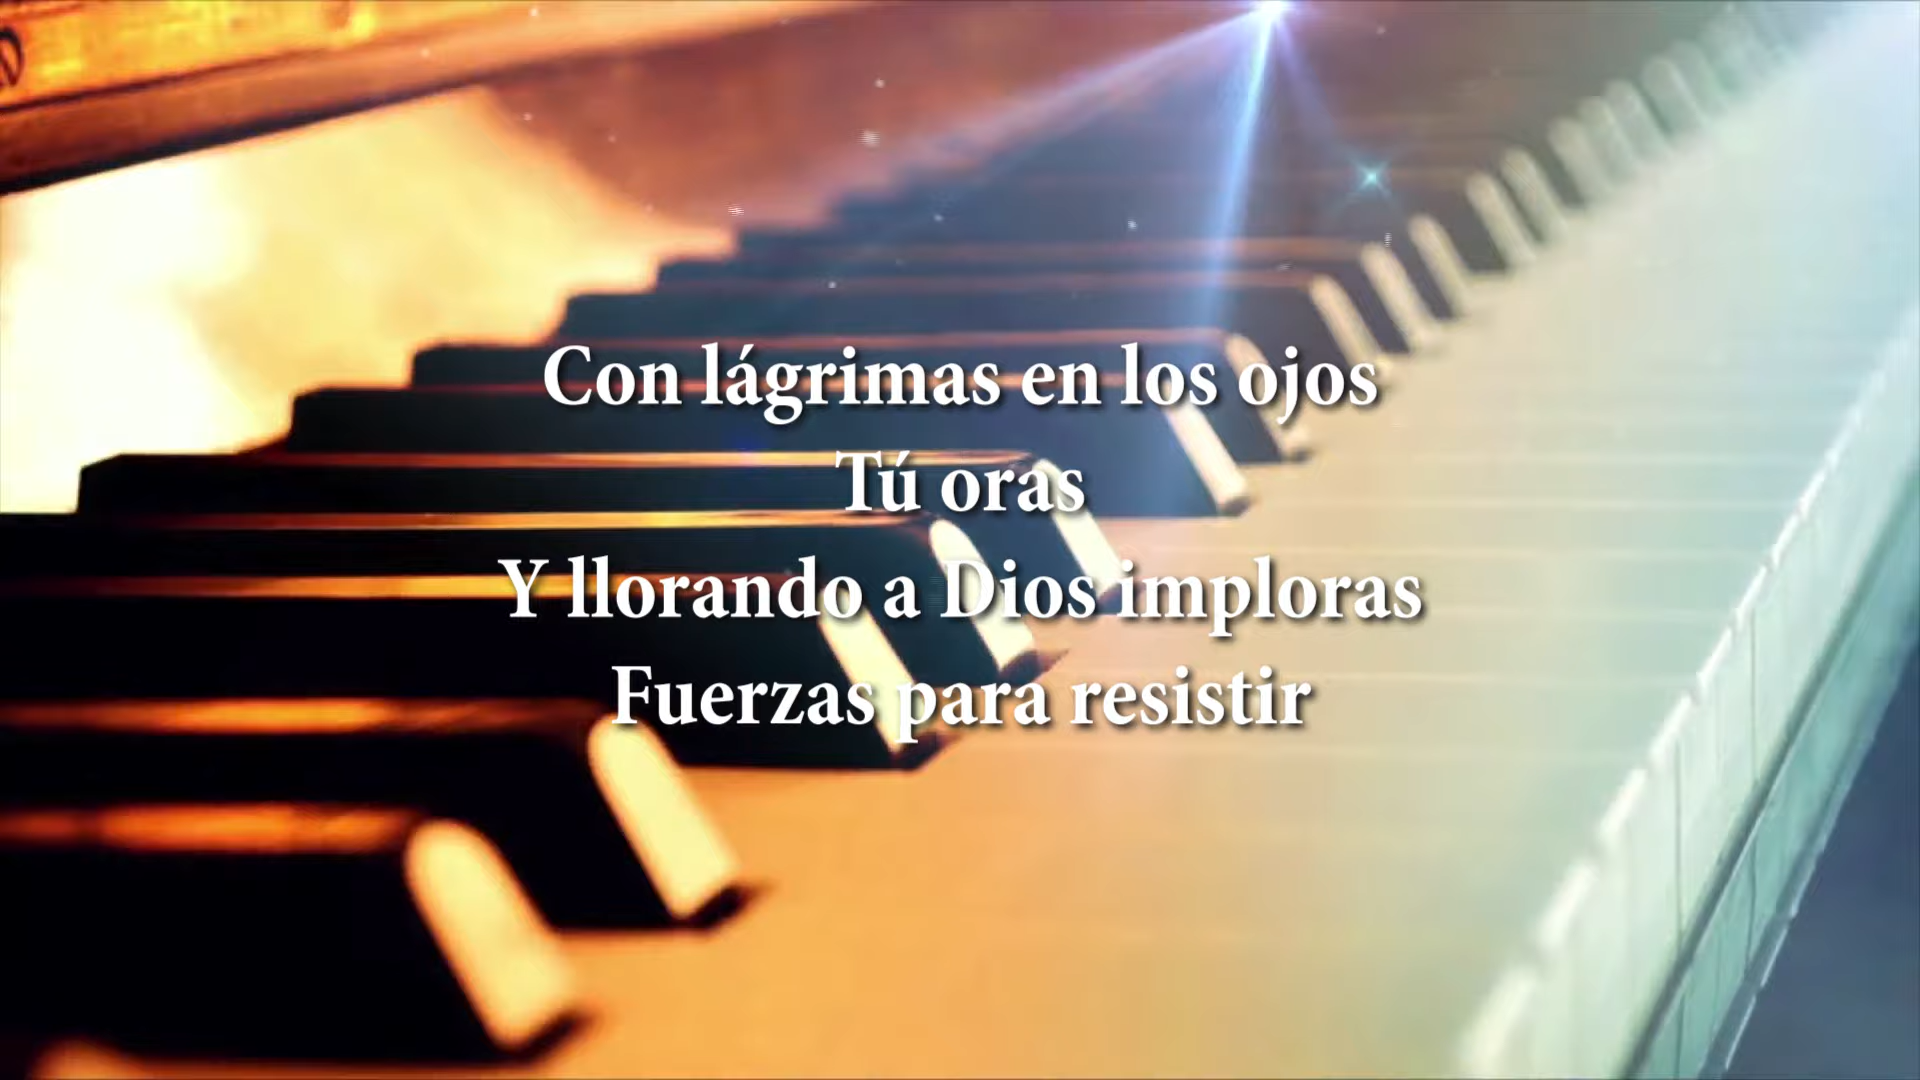 Con lágrimas en los ojos
Tú oras
Y llorando a Dios imploras
Fuerzas para resistir